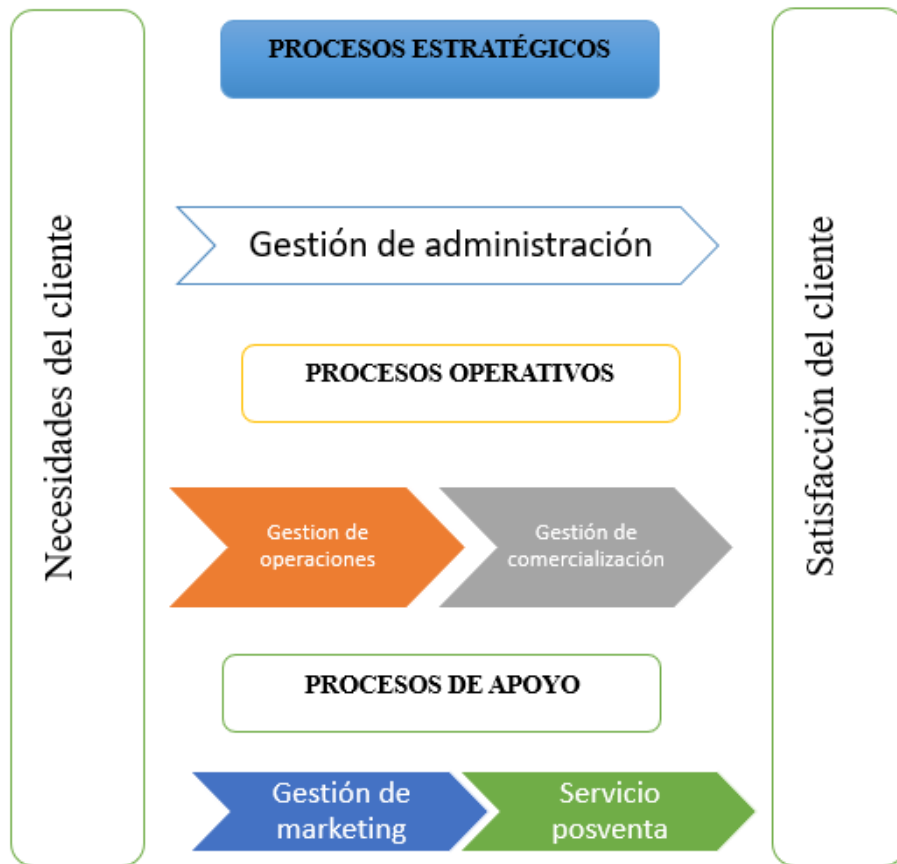 Necesidades del cliente
PROCESOS ESTRATÉGICOS
Gestión de administración
PROCESOS OPERATIVOS
Gestion de
operaciones
Gestión de
comercialización
PROCESOS DE APOYO
Gestión de
marketing
Servicio
posventa
Satisfacción del cliente